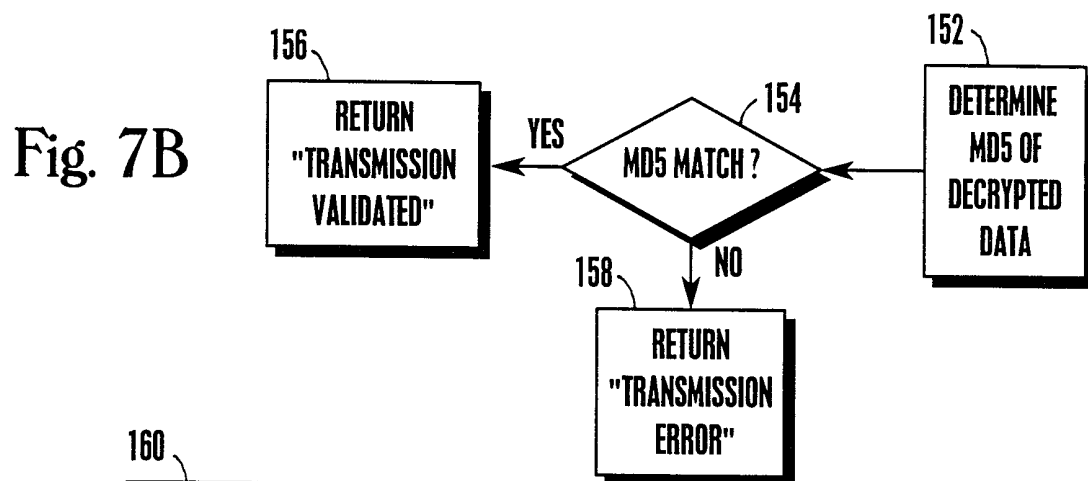 Fig. 7B
156
RETURN
"TRANSMISSION
VALIDATED"
YES
154
MD5 MATCH ?
152
DETERMINE
MD5 OF
DECRYPTED
DATA
NO
158
RETURN
"TRANSMISSION
ERROR"
160